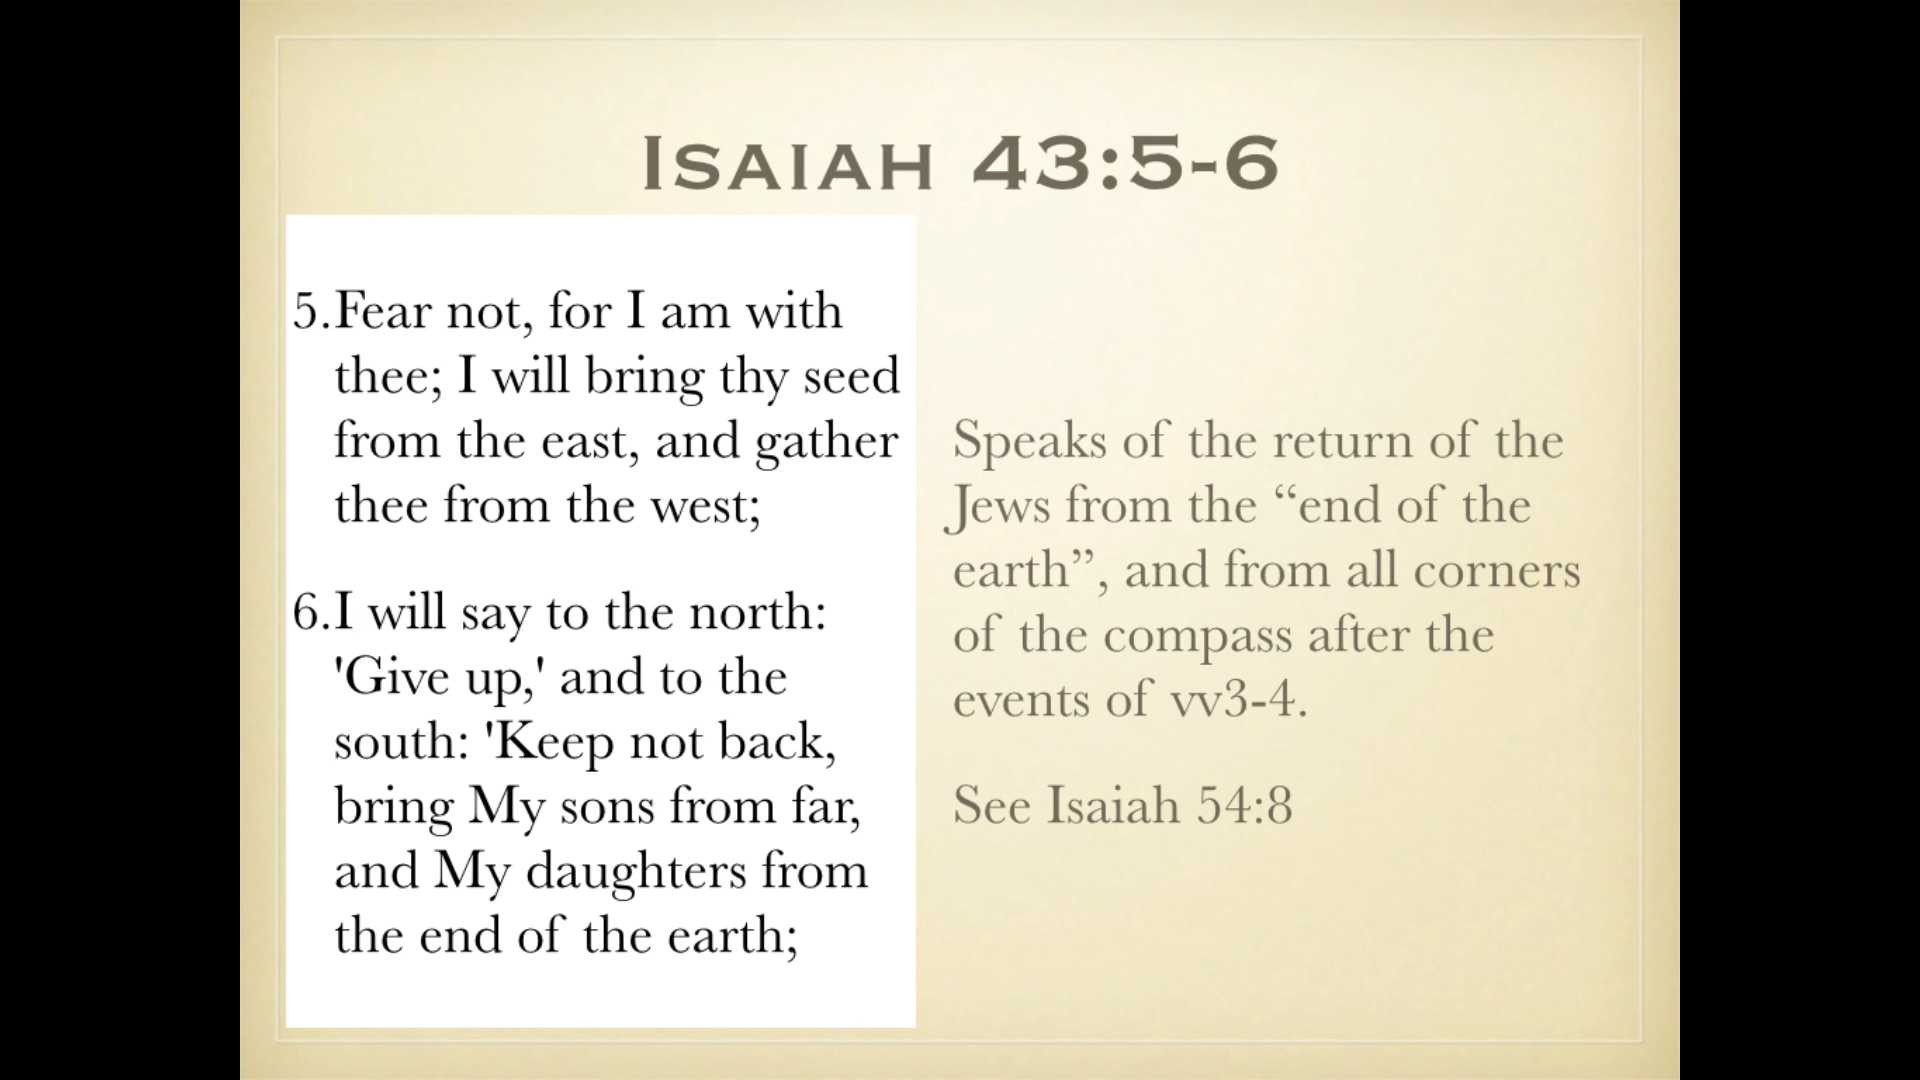 Isaiah 43:5-6
5.Fear not, for I am with
thee; I will bring thy seed
from the east, and gather
thee from the west;
6.I will say to the north:
'Give up,' and to the
south: 'Keep not back,
bring My sons from far,
and My daughters from
the end of the earth;
Speaks of the return of the
Jews from the “end of the
earth”, and from all corners
of the compass after the
events of vv3-4.
See Isaiah 54:8